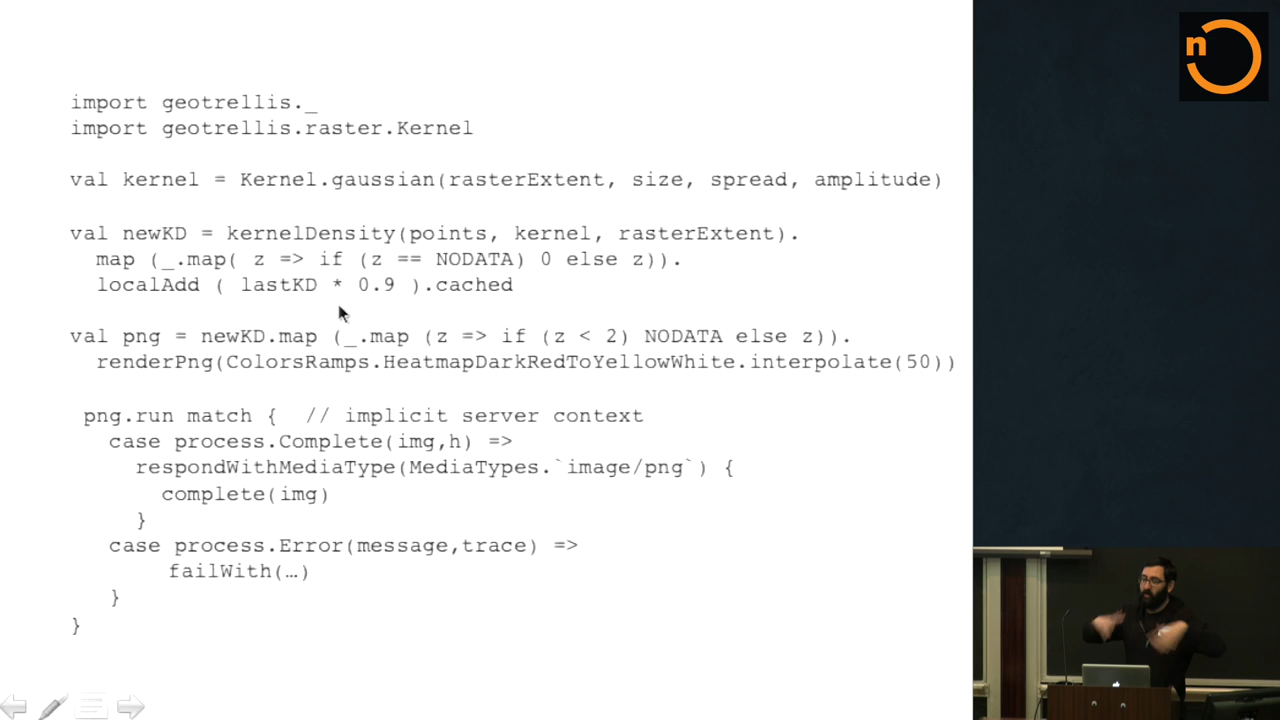 import geotrellis._
import geotrellis.raster.Kernel
val kernel = Kernel.gaussian(rasterExtent, size, spread, amplitude)
val newKD = kernelDensity(points, kernel, rasterExtent).
map (_.map( z => if (z == NODATA) 0 else z)).
localAdd ( lastKD * 0.9 ).cached
val png = newKD.map (_.map (z => if (z < 2) NODATA else z)).
renderPng(ColorsRamps.HeatmapDarkRedToYellowWhite.interpolate(50))
png.run match { // implicit server context
case process.Complete(img,h) =>
respondWithMediaType(MediaTypes.`image/png`) {
complete(img)
}
case process.Error(message,trace) =>
failWith(…)
}
}
n